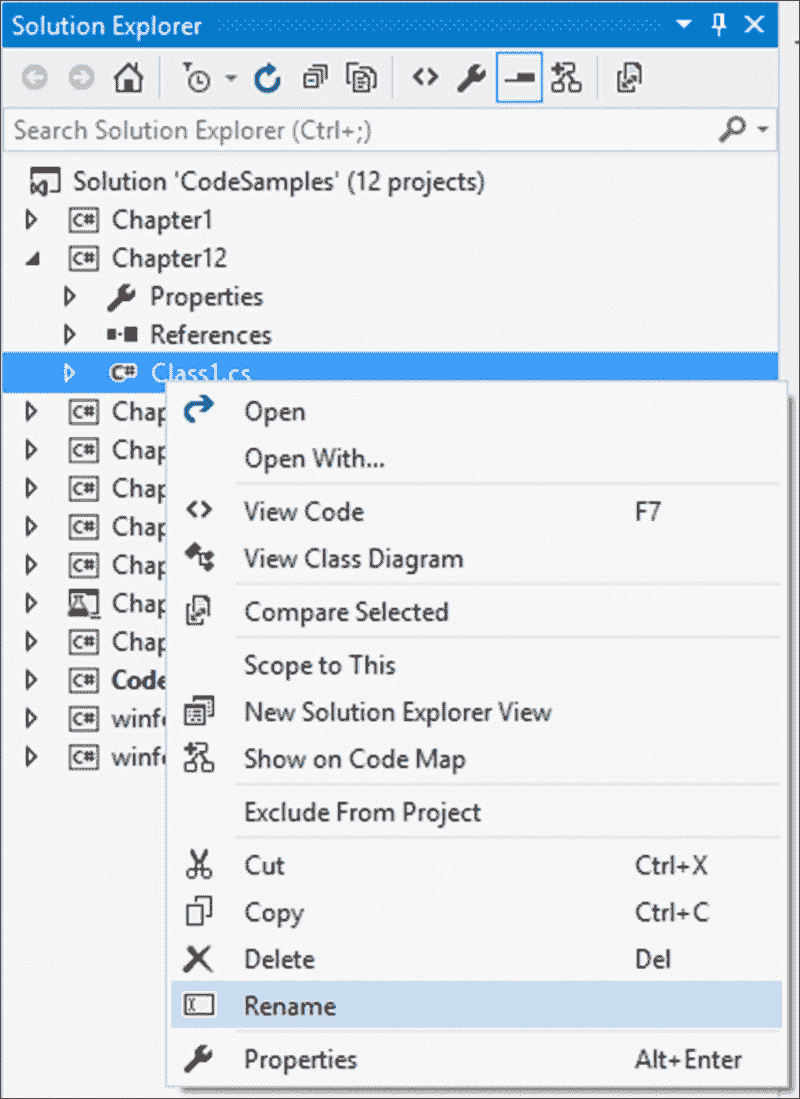 Solution Explorer
Search Solution Explorer (Ctrl+;)
Solution 'CodeSamples' (12 projects)
C# Chapter1
C# Chapter12
Properties
References
C# Class1.cs
C# Chap
C# Chap
C# Chap
C# Chap
C# Chap
Chap
C# Chap
C# Code
C# winfo
C# winfo
Open
Open With...
View Code F7
View Class Diagram
Compare Selected
Scope to This
New Solution Explorer View
Show on Code Map
Exclude From Project
Cut Ctrl+X
Copy Ctrl+C
Delete Del
Rename
Properties Alt+Enter